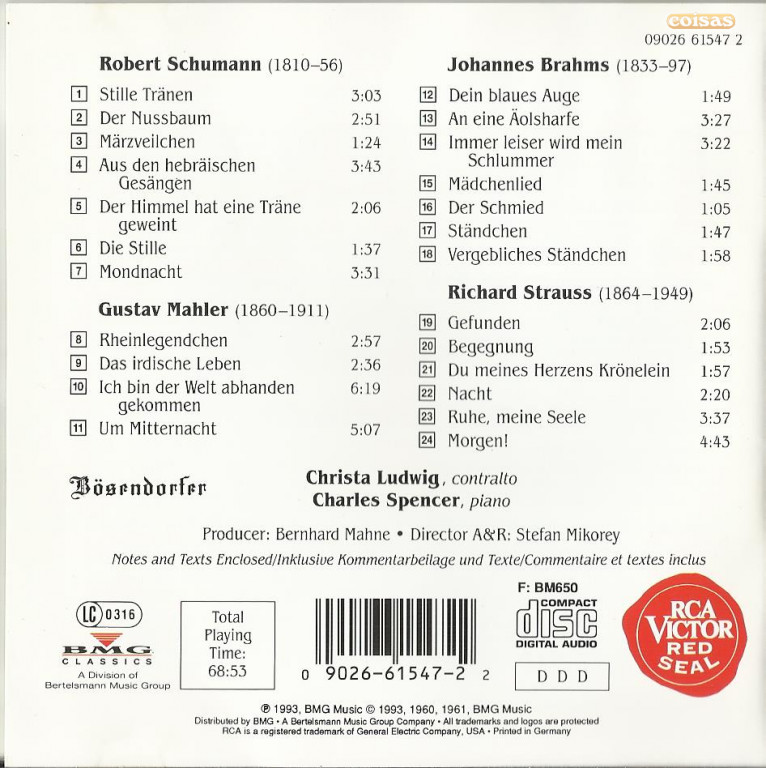 coisas
09026 61547 2
Robert Schumann (1810–56)
1 Stille Tränen 3:03
2 Der Nussbaum 2:51
3 Märzveilchen 1:24
4 Aus den hebräischen 3:43
Gesängen
5 Der Himmel hat eine Träne 2:06
geweint
6 Die Stille 1:37
7 Mondnacht 3:31
Gustav Mahler (1860–1911)
8 Rheinlegendchen 2:57
9 Das irdische Leben 2:36
10 Ich bin der Welt abhanden 6:19
gekommen
11 Um Mitternacht 5:07
Johannes Brahms (1833–97)
12 Dein blaues Auge 1:49
13 An eine Äolsharfe 3:27
14 Immer leiser wird mein 3:22
Schlummer
15 Mädchenlied 1:45
16 Der Schmied 1:05
17 Ständchen 1:47
18 Vergebliches Ständchen 1:58
Richard Strauss (1864–1949)
19 Gefunden 2:06
20 Begegnung 1:53
21 Du meines Herzens Krönelein 1:57
22 Nacht 2:20
23 Ruhe, meine Seele 3:37
24 Morgen! 4:43
Bösendorfer
Christa Ludwig, contralto
Charles Spencer, piano
Producer: Bernhard Mahne • Director A&R: Stefan Mikorey
Notes and Texts Enclosed/Inklusive Kommentarbeilage und Texte/Commentaire et textes inclus
LC 0316
BMG
CLASSICS
A Division of
Bertelsmann Music Group
Total
Playing
Time:
68:53
0 9026-61547-2 2
F: BM650
COMPACT
disc
DIGITAL AUDIO
D D D
RCA
VICTOR
RED
SEAL
℗ 1993, BMG Music © 1993, 1960, 1961, BMG Music
Distributed by BMG • A Bertelsmann Music Group Company • All trademarks and logos are protected
RCA is a registered trademark of General Electric Company, USA • Printed in Germany